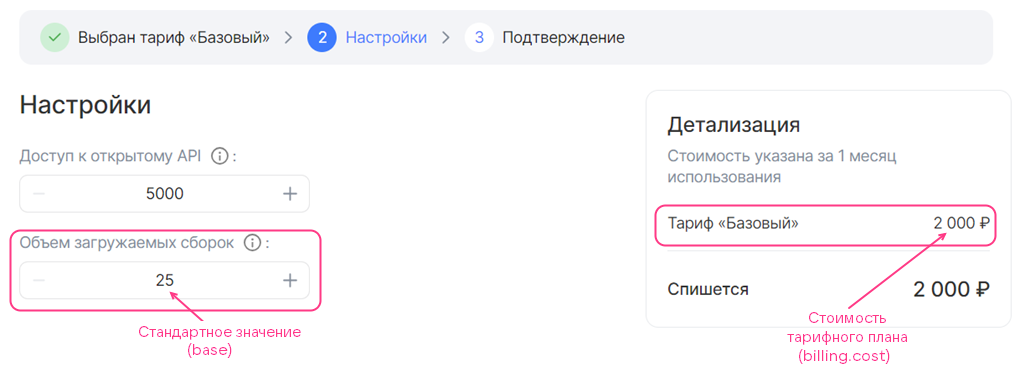 Выбран тариф «Базовый» 2 Настройки 3 Подтверждение
Настройки
Доступ к открытому API :
5000
Объем загружаемых сборок :
25
Стандартное значение
(base)
Детализация
Стоимость указана за 1 месяц
использования
Тариф «Базовый» 2 000 ₽
Спишется 2 000 ₽
Стоимость
тарифного плана
(billing.cost)